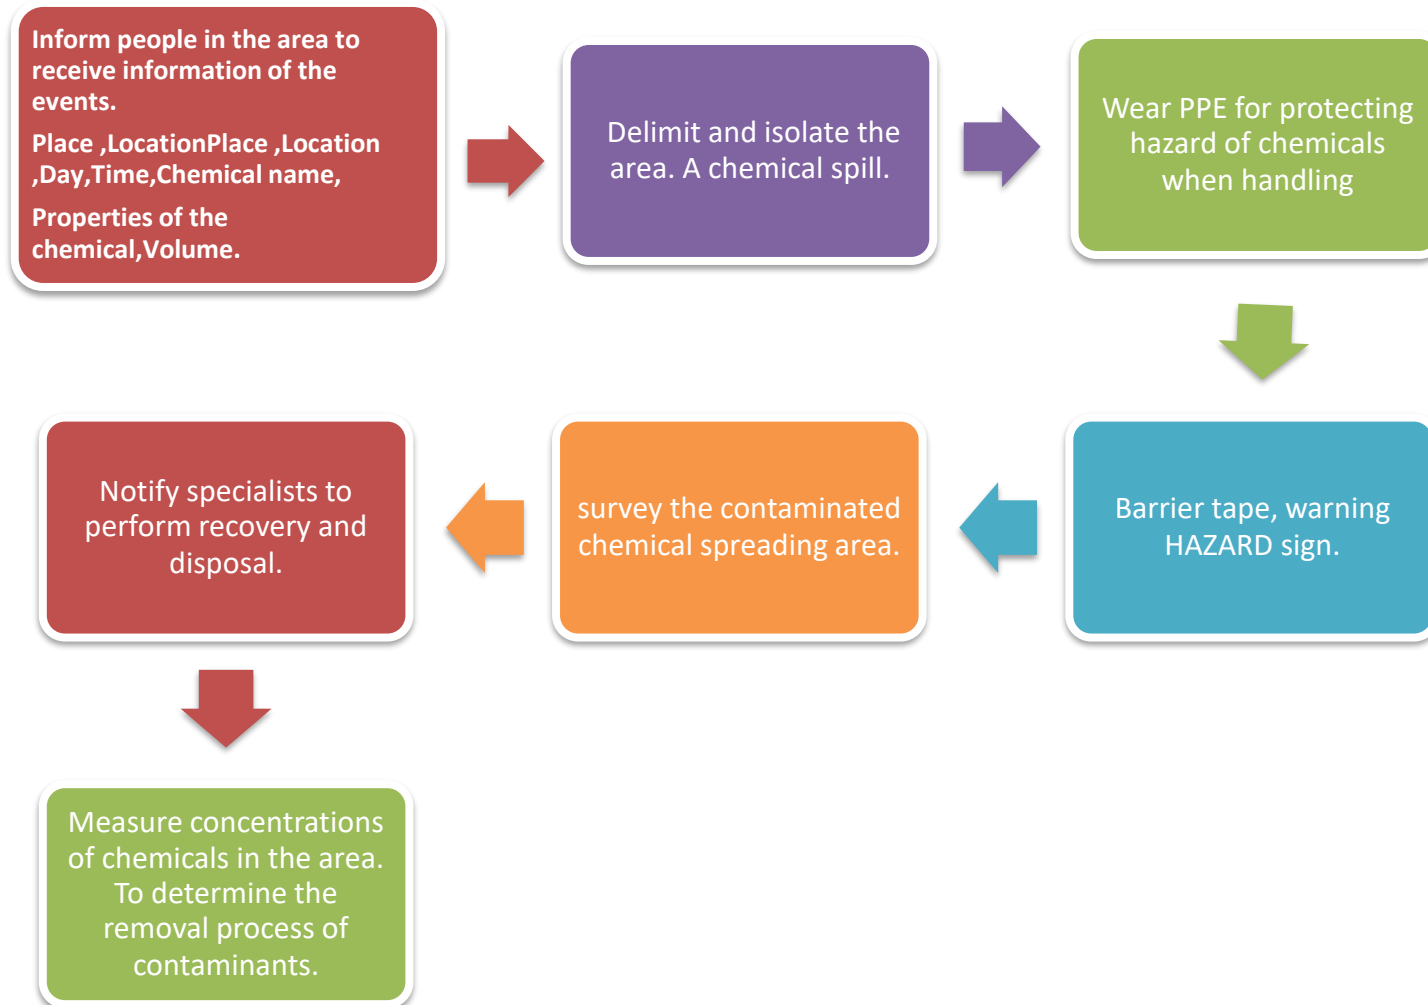 Inform people in the area to
receive information of the
events.
Place ,LocationPlace ,Location
,Day,Time,Chemical name,
Properties of the
chemical,Volume.
Delimit and isolate the
area. A chemical spill.
Wear PPE for protecting
hazard of chemicals
when handling
Barrier tape, warning
HAZARD sign.
survey the contaminated
chemical spreading area.
Notify specialists to
perform recovery and
disposal.
Measure concentrations
of chemicals in the area.
To determine the
removal process of
contaminants.